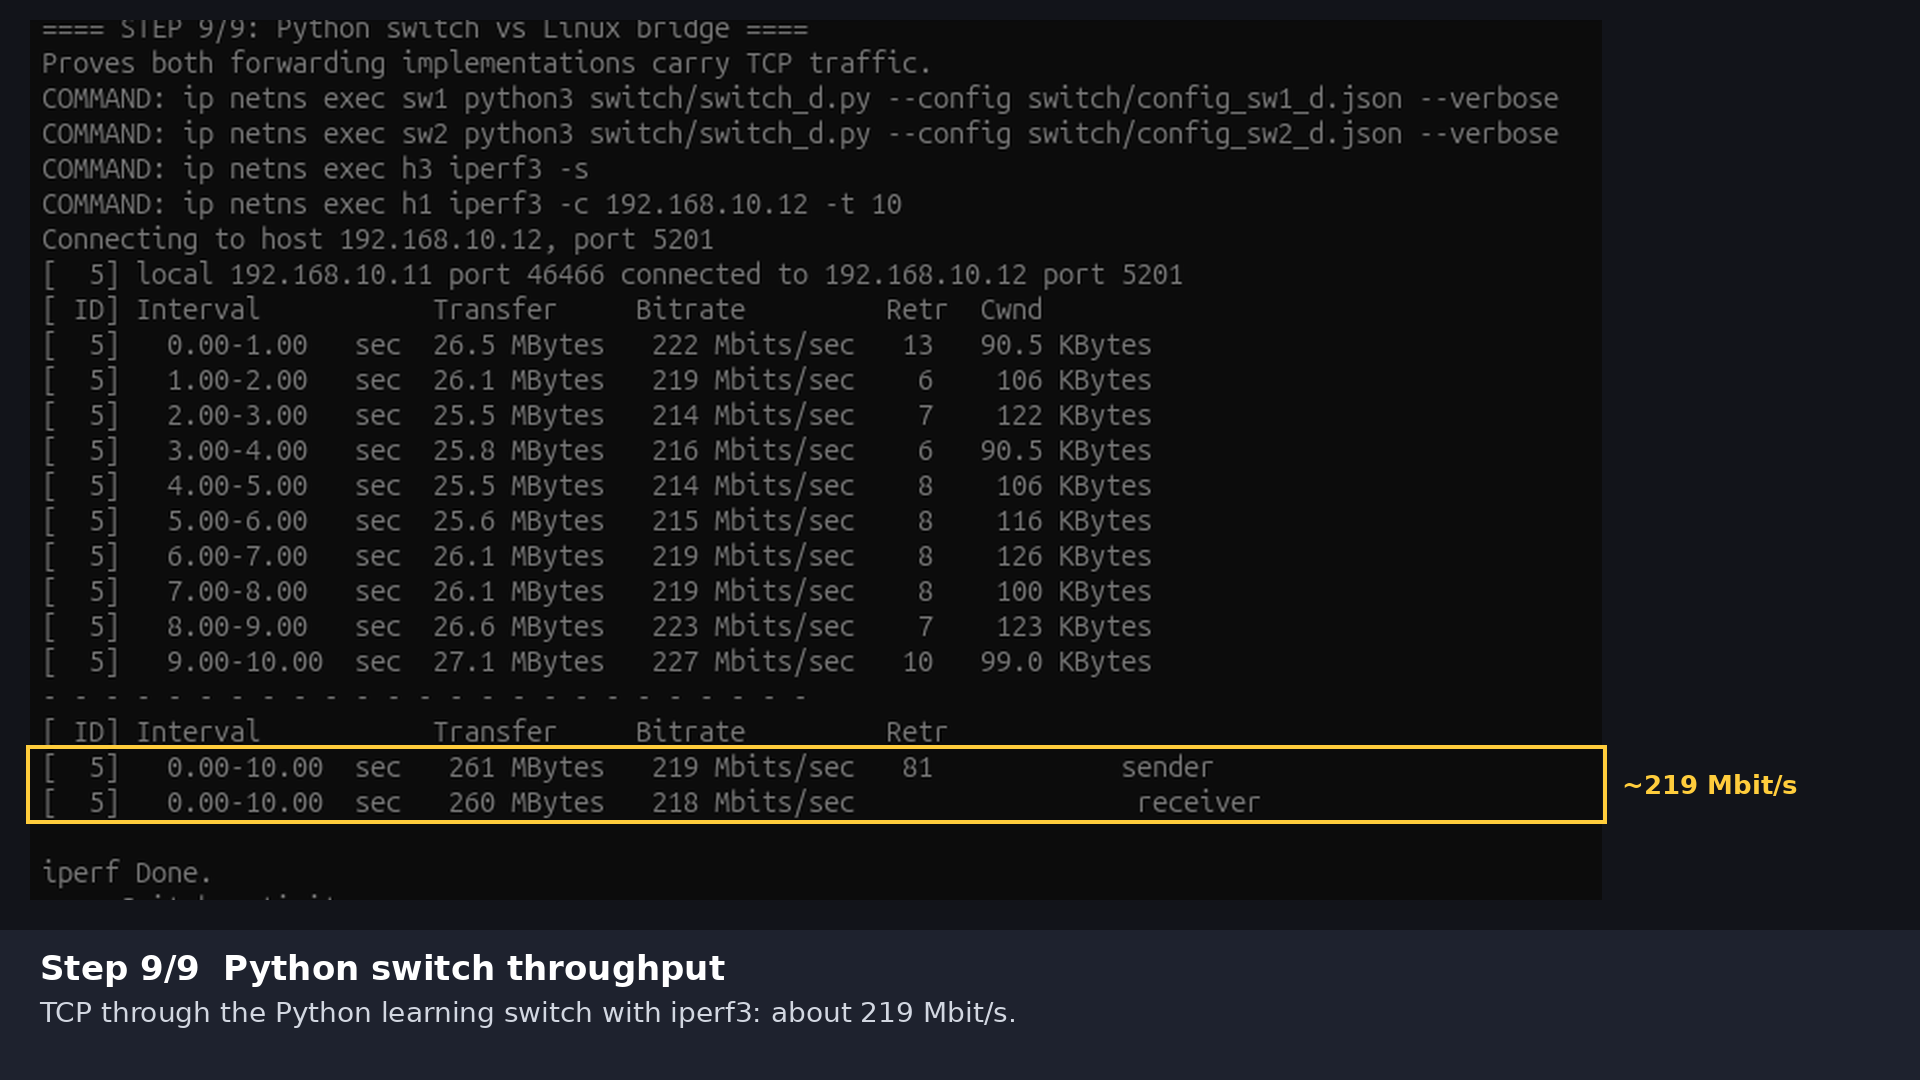 ==== STEP 9/9: Python switch vs Linux bridge ====
Proves both forwarding implementations carry TCP traffic.
COMMAND: ip netns exec sw1 python3 switch/switch_d.py --config switch/config_sw1_d.json --verbose
COMMAND: ip netns exec sw2 python3 switch/switch_d.py --config switch/config_sw2_d.json --verbose
COMMAND: ip netns exec h3 iperf3 -s
COMMAND: ip netns exec h1 iperf3 -c 192.168.10.12 -t 10
Connecting to host 192.168.10.12, port 5201
[  5] local 192.168.10.11 port 46466 connected to 192.168.10.12 port 5201
[ ID] Interval           Transfer     Bitrate         Retr  Cwnd
[  5]   0.00-1.00   sec  26.5 MBytes   222 Mbits/sec   13   90.5 KBytes
[  5]   1.00-2.00   sec  26.1 MBytes   219 Mbits/sec    6    106 KBytes
[  5]   2.00-3.00   sec  25.5 MBytes   214 Mbits/sec    7    122 KBytes
[  5]   3.00-4.00   sec  25.8 MBytes   216 Mbits/sec    6   90.5 KBytes
[  5]   4.00-5.00   sec  25.5 MBytes   214 Mbits/sec    8    106 KBytes
[  5]   5.00-6.00   sec  25.6 MBytes   215 Mbits/sec    8    116 KBytes
[  5]   6.00-7.00   sec  26.1 MBytes   219 Mbits/sec    8    126 KBytes
[  5]   7.00-8.00   sec  26.1 MBytes   219 Mbits/sec    8    100 KBytes
[  5]   8.00-9.00   sec  26.6 MBytes   223 Mbits/sec    7    123 KBytes
[  5]   9.00-10.00  sec  27.1 MBytes   227 Mbits/sec   10   99.0 KBytes
- - - - - - - - - - - - - - - - - - - - - - - - -
[ ID] Interval           Transfer     Bitrate         Retr
[  5]   0.00-10.00  sec   261 MBytes   219 Mbits/sec   81            sender
[  5]   0.00-10.00  sec   260 MBytes   218 Mbits/sec                  receiver
~219 Mbit/s
iperf Done.
Step 9/9  Python switch throughput
TCP through the Python learning switch with iperf3: about 219 Mbit/s.